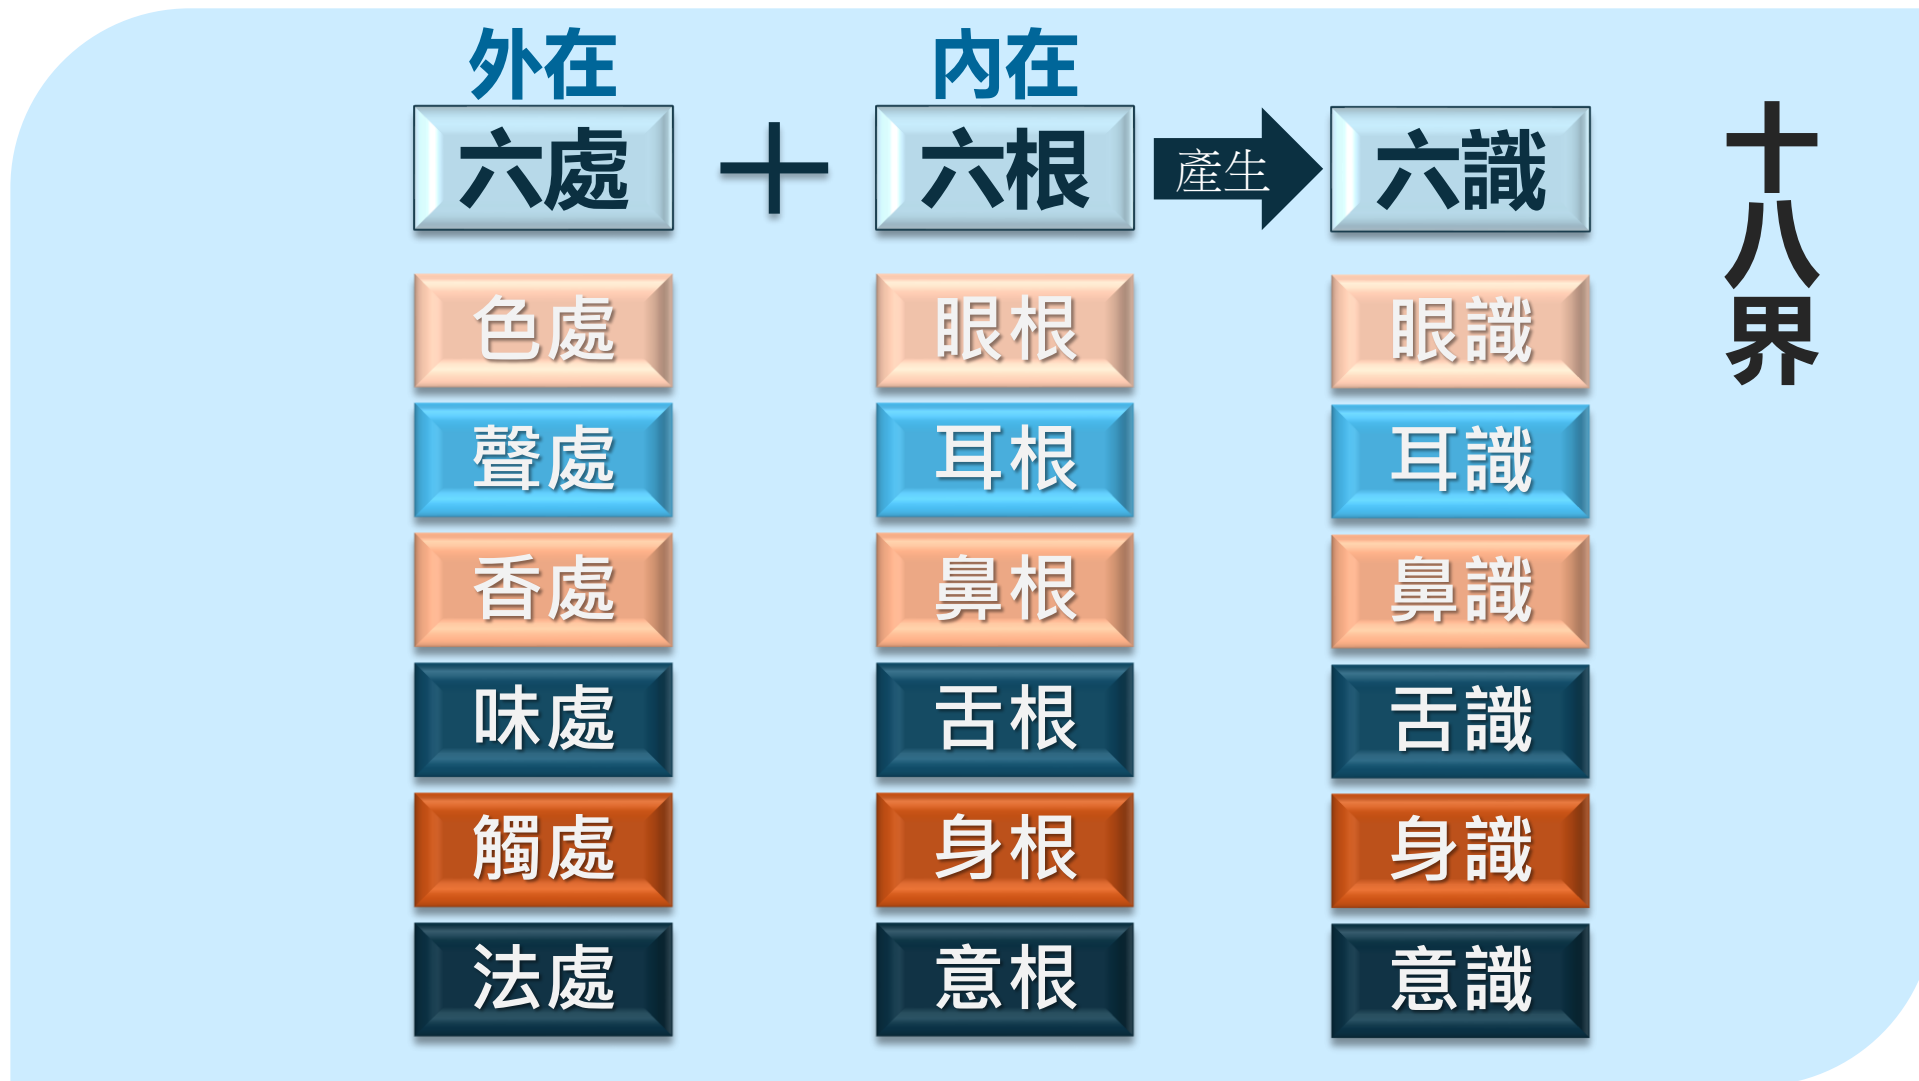 外在
內在
六處
＋
六根
產生
六識
十八界
色處
眼根
眼識
聲處
耳根
耳識
香處
鼻根
鼻識
味處
舌根
舌識
觸處
身根
身識
法處
意根
意識